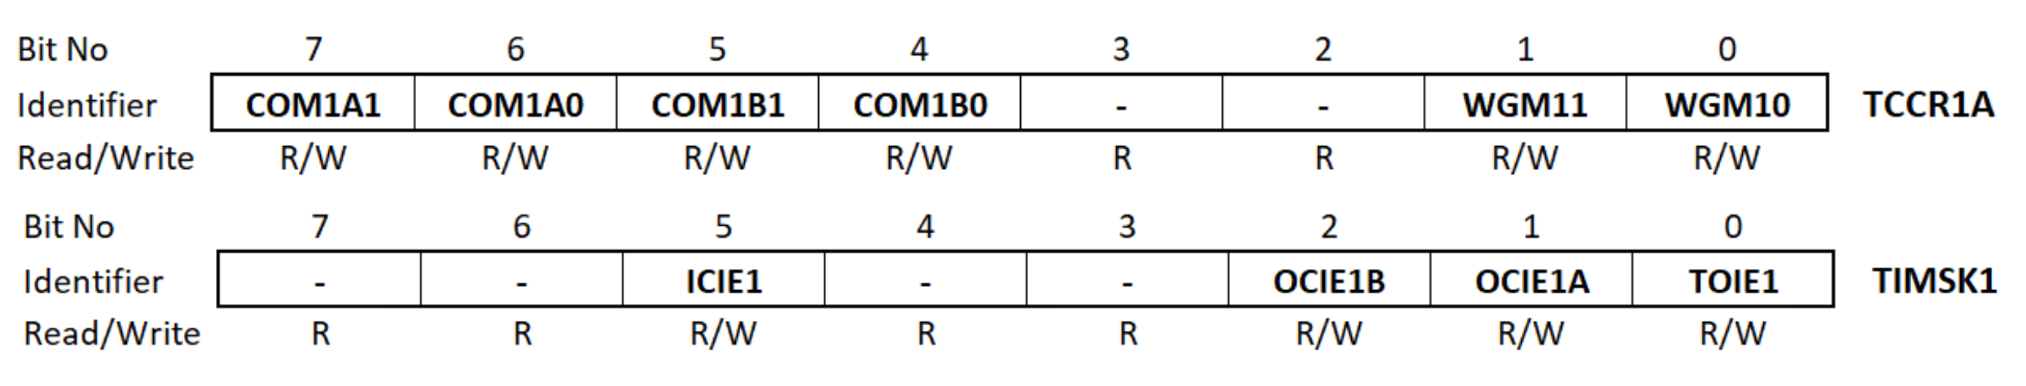 Bit No 7 6 5 4 3 2 1 0
Identifier COM1A1 COM1A0 COM1B1 COM1B0 - - WGM11 WGM10 TCCR1A
Read/Write R/W R/W R/W R/W R R R/W R/W
Bit No 7 6 5 4 3 2 1 0
Identifier - - ICIE1 - - OCIE1B OCIE1A TOIE1 TIMSK1
Read/Write R R R/W R R R/W R/W R/W